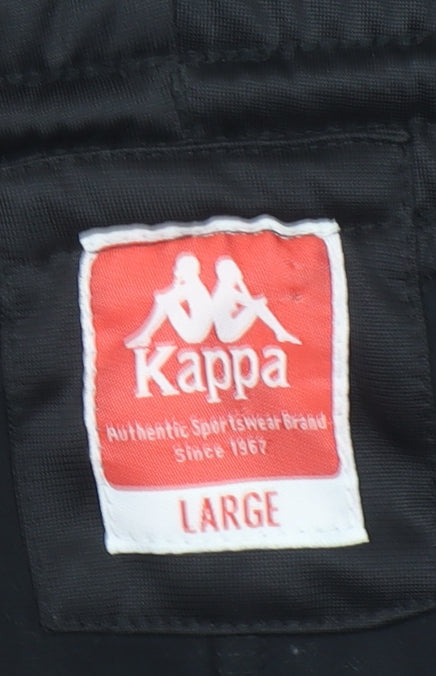 Kappa
Authentic SportsWear Brand
Since 1967
LARGE